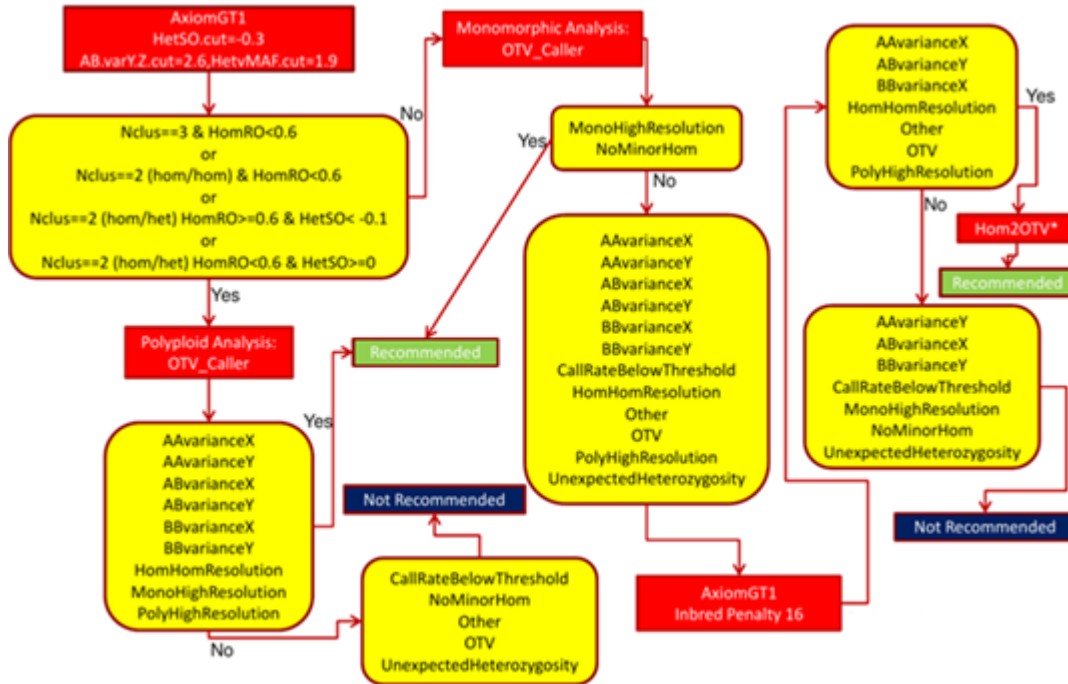 AxiomGT1
HetSO.cut=-0.3
AB.varY.Z.cut=2.6,HetvMAF.cut=1.9
No
Nclus==3 & HomRO<0.6
or
Nclus==2 (hom/hom) & HomRO<0.6
or
Nclus==2 (hom/het) HomRO>=0.6 & HetSO< -0.1
or
Nclus==2 (hom/het) HomRO<0.6 & HetSO>=0
Yes
Polyploid Analysis:
OTV_Caller
AAvarianceX
AAvarianceY
ABvarianceX
ABvarianceY
BBvarianceX
BBvarianceY
HomHomResolution
MonoHighResolution
PolyHighResolution
Yes
No
Recommended
Not Recommended
CallRateBelowThreshold
NoMinorHom
Other
OTV
UnexpectedHeterozygosity
Monomorphic Analysis:
OTV_Caller
Yes
MonoHighResolution
NoMinorHom
No
AAvarianceX
AAvarianceY
ABvarianceX
ABvarianceY
BBvarianceX
BBvarianceY
CallRateBelowThreshold
HomHomResolution
Other
OTV
PolyHighResolution
UnexpectedHeterozygosity
AxiomGT1
Inbred Penalty 16
AAvarianceX
ABvarianceY
BBvarianceX
HomHomResolution
Other
OTV
PolyHighResolution
Yes
No
Hom2OTV*
Recommended
AAvarianceY
ABvarianceX
BBvarianceY
CallRateBelowThreshold
MonoHighResolution
NoMinorHom
UnexpectedHeterozygosity
Not Recommended